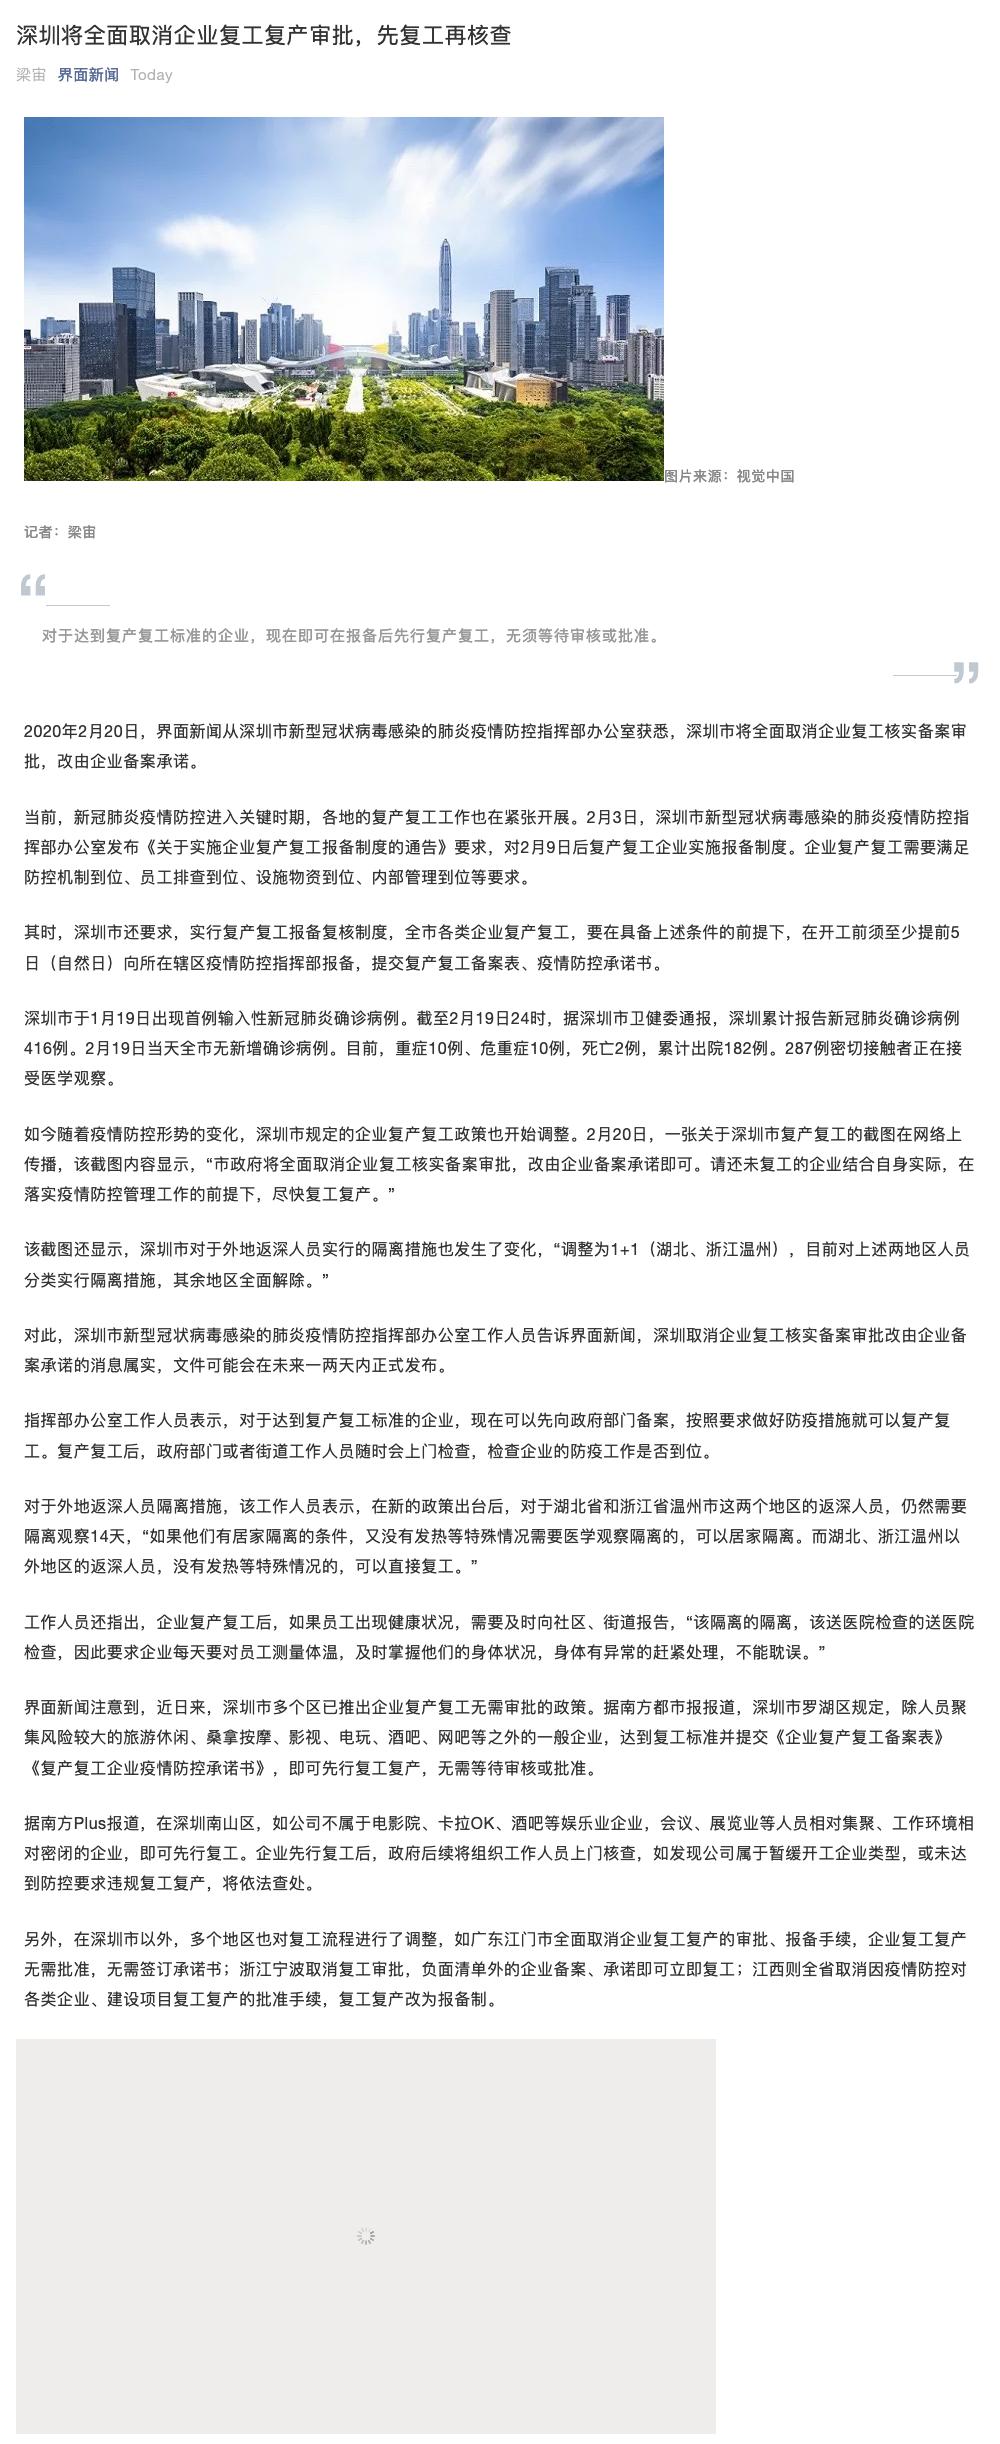 深圳将全面取消企业复工复产审批，先复工再核查
梁宙 界面新闻 Today
图片来源：视觉中国
记者：梁宙
“
对于达到复产复工标准的企业，现在即可在报备后先行复产复工，无须等待审核或批准。
”
2020年2月20日，界面新闻从深圳市新型冠状病毒感染的肺炎疫情防控指挥部办公室获悉，深圳市将全面取消企业复工核实备案审
批，改由企业备案承诺。
当前，新冠肺炎疫情防控进入关键时期，各地的复产复工工作也在紧张开展。2月3日，深圳市新型冠状病毒感染的肺炎疫情防控指
挥部办公室发布《关于实施企业复产复工报备制度的通告》要求，对2月9日后复产复工企业实施报备制度。企业复产复工需要满足
防控机制到位、员工排查到位、设施物资到位、内部管理到位等要求。
其时，深圳市还要求，实行复产复工报备复核制度，全市各类企业复产复工，要在具备上述条件的前提下，在开工前须至少提前5
日（自然日）向所在辖区疫情防控指挥部报备，提交复产复工备案表、疫情防控承诺书。
深圳市于1月19日出现首例输入性新冠肺炎确诊病例。截至2月19日24时，据深圳市卫健委通报，深圳累计报告新冠肺炎确诊病例
416例。2月19日当天全市无新增确诊病例。目前，重症10例、危重症10例，死亡2例，累计出院182例。287例密切接触者正在接
受医学观察。
如今随着疫情防控形势的变化，深圳市规定的企业复产复工政策也开始调整。2月20日，一张关于深圳市复产复工的截图在网络上
传播，该截图内容显示，“市政府将全面取消企业复工核实备案审批，改由企业备案承诺即可。请还未复工的企业结合自身实际，在
落实疫情防控管理工作的前提下，尽快复工复产。”
该截图还显示，深圳市对于外地返深人员实行的隔离措施也发生了变化，“调整为1+1（湖北、浙江温州），目前对上述两地区人员
分类实行隔离措施，其余地区全面解除。”
对此，深圳市新型冠状病毒感染的肺炎疫情防控指挥部办公室工作人员告诉界面新闻，深圳取消企业复工核实备案审批改由企业备
案承诺的消息属实，文件可能会在未来一两天内正式发布。
指挥部办公室工作人员表示，对于达到复产复工标准的企业，现在可以先向政府部门备案，按照要求做好防疫措施就可以复产复
工。复产复工后，政府部门或者街道工作人员随时会上门检查，检查企业的防疫工作是否到位。
对于外地返深人员隔离措施，该工作人员表示，在新的政策出台后，对于湖北省和浙江省温州市这两个地区的返深人员，仍然需要
隔离观察14天，“如果他们有居家隔离的条件，又没有发热等特殊情况需要医学观察隔离的，可以居家隔离。而湖北、浙江温州以
外地区的返深人员，没有发热等特殊情况的，可以直接复工。”
工作人员还指出，企业复产复工后，如果员工出现健康状况，需要及时向社区、街道报告，“该隔离的隔离，该送医院检查的送医院
检查，因此要求企业每天要对员工测量体温，及时掌握他们的身体状况，身体有异常的赶紧处理，不能耽误。”
界面新闻注意到，近日来，深圳市多个区已推出企业复产复工无需审批的政策。据南方都市报报道，深圳市罗湖区规定，除人员聚
集风险较大的旅游休闲、桑拿按摩、影视、电玩、酒吧、网吧等之外的一般企业，达到复工标准并提交《企业复产复工备案表》
《复产复工企业疫情防控承诺书》，即可先行复工复产，无需等待审核或批准。
据南方Plus报道，在深圳南山区，如公司不属于电影院、卡拉OK、酒吧等娱乐业企业，会议、展览业等人员相对集聚、工作环境相
对密闭的企业，即可先行复工。企业先行复工后，政府后续将组织工作人员上门核查，如发现公司属于暂缓开工企业类型，或未达
到防控要求违规复工复产，将依法查处。
另外，在深圳市以外，多个地区也对复工流程进行了调整，如广东江门市全面取消企业复工复产的审批、报备手续，企业复工复产
无需批准，无需签订承诺书；浙江宁波取消复工审批，负面清单外的企业备案、承诺即可立即复工；江西则全省取消因疫情防控对
各类企业、建设项目复工复产的批准手续，复工复产改为报备制。